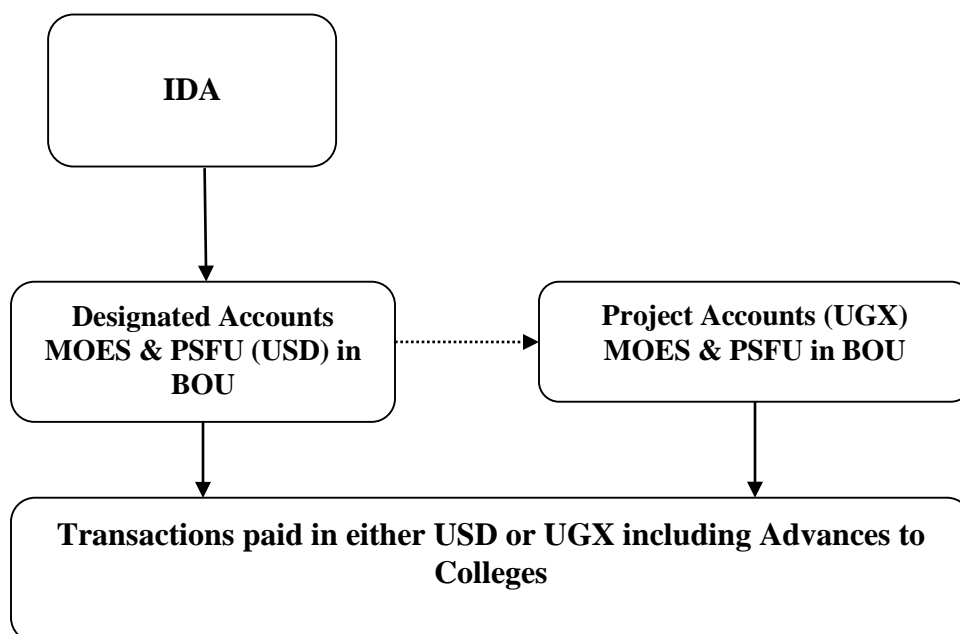 IDA
Designated Accounts
MOES & PSFU (USD) in
BOU
Project Accounts (UGX)
MOES & PSFU in BOU
Transactions paid in either USD or UGX including Advances to
Colleges